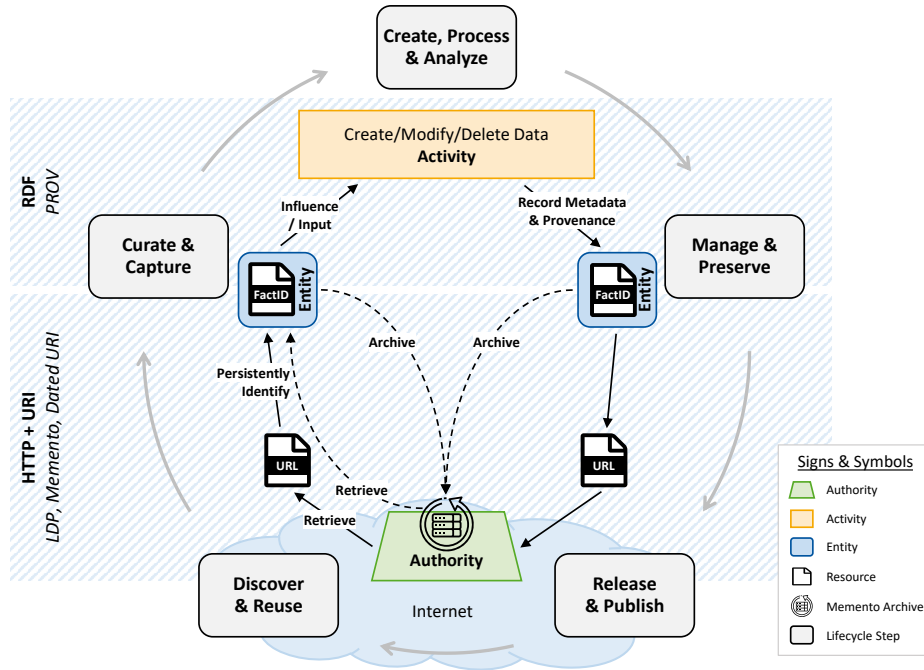 Create, Process
& Analyze
Create/Modify/Delete Data
Activity
RDF
PROV
Influence
/ Input
Record Metadata
& Provenance
Curate &
Capture
Manage &
Preserve
FactID
Entity
FactID
Entity
Archive
Archive
HTTP + URI
LDP, Memento, Dated URI
Persistently
Identify
URL
URL
Retrieve
Retrieve
Authority
Discover
& Reuse
Release
& Publish
Internet
Signs & Symbols
Authority
Activity
Entity
Resource
Memento Archive
Lifecycle Step